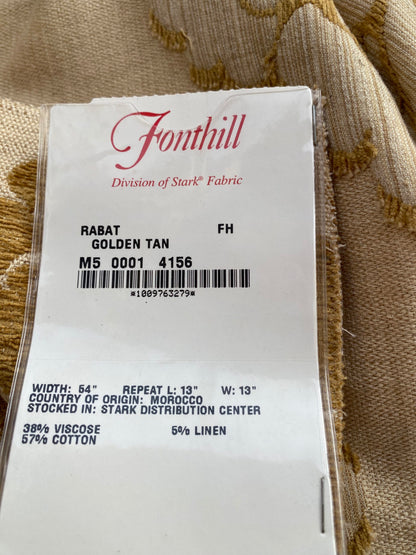 Fonthill
Division of Stark® Fabric
RABAT FH
GOLDEN TAN
M5 0001 4156
*1009763279*
WIDTH: 54" REPEAT L: 13" W: 13"
COUNTRY OF ORIGIN: MOROCCO
STOCKED IN: STARK DISTRIBUTION CENTER
38% VISCOSE 5% LINEN
57% COTTON